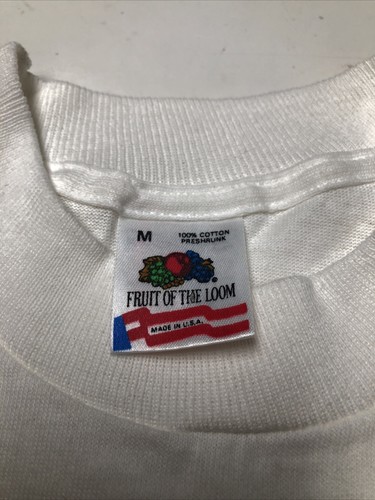 M
100% COTTON
PRESHRUNK
®
FRUIT OF THE LOOM
MADE IN U.S.A.